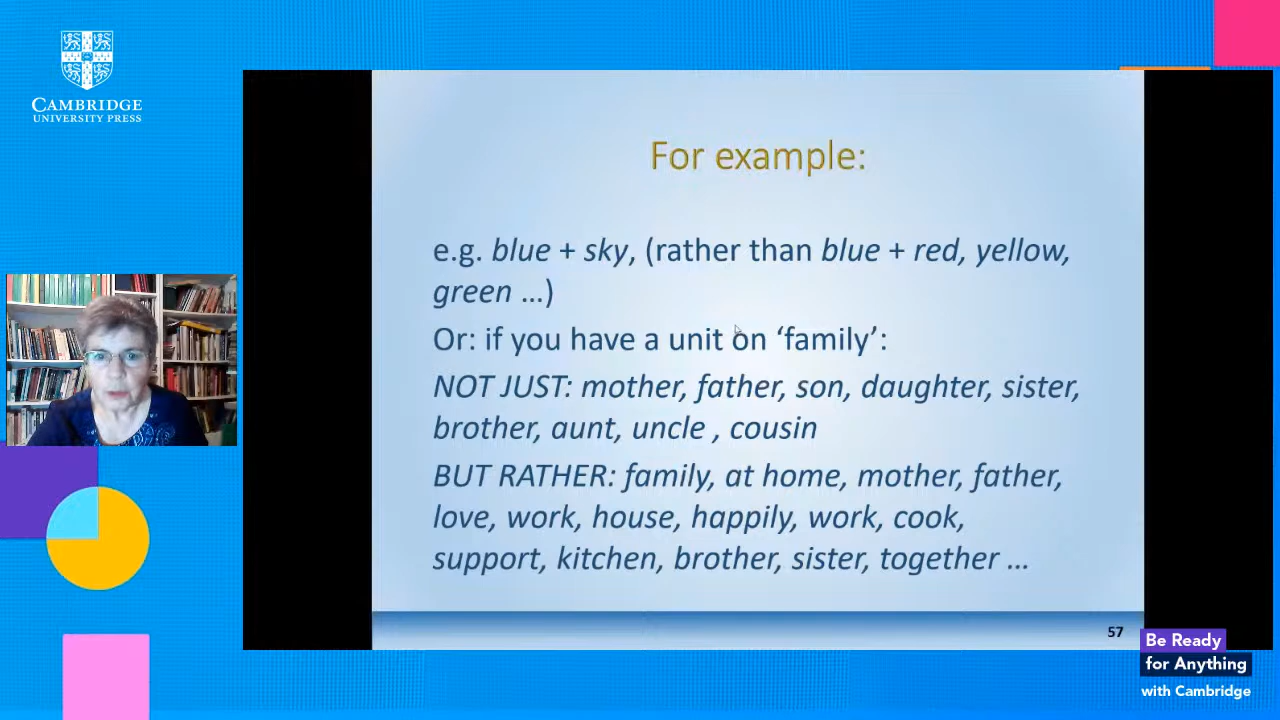 CAMBRIDGE
UNIVERSITY PRESS
For example:
e.g. blue + sky, (rather than blue + red, yellow,
green ...)
Or: if you have a unit on ‘family’:
NOT JUST: mother, father, son, daughter, sister,
brother, aunt, uncle , cousin
BUT RATHER: family, at home, mother, father,
love, work, house, happily, work, cook,
support, kitchen, brother, sister, together ...
57
Be Ready
for Anything
with Cambridge